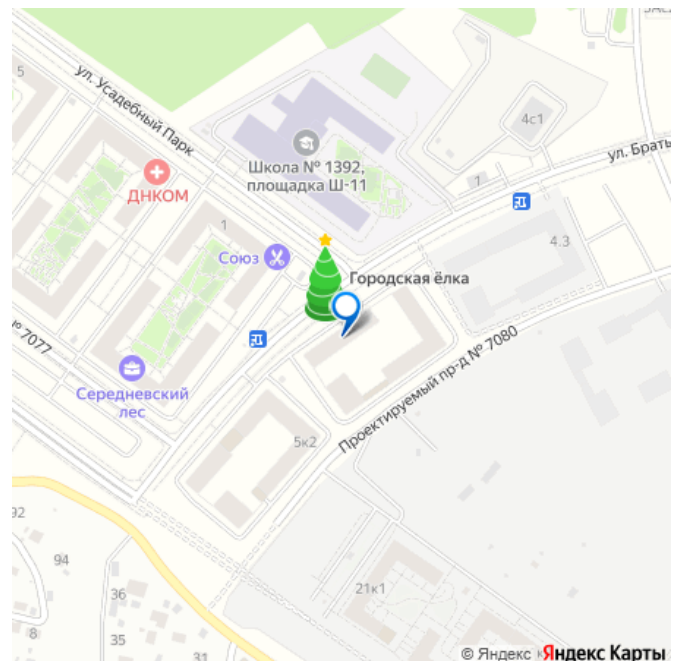 5
ул. Усадебный Парк
4с1
Школа № 1392,
площадка Ш-11
ул. Брать
1
ДНКОМ
1
Союз
4.3
Городская ёлка
№ 7077
Середневский
лес
Проектируемый пр-д № 7080
5к2
92
94
36
21к1
8
35
31
© Яндекс
Яндекс Карты